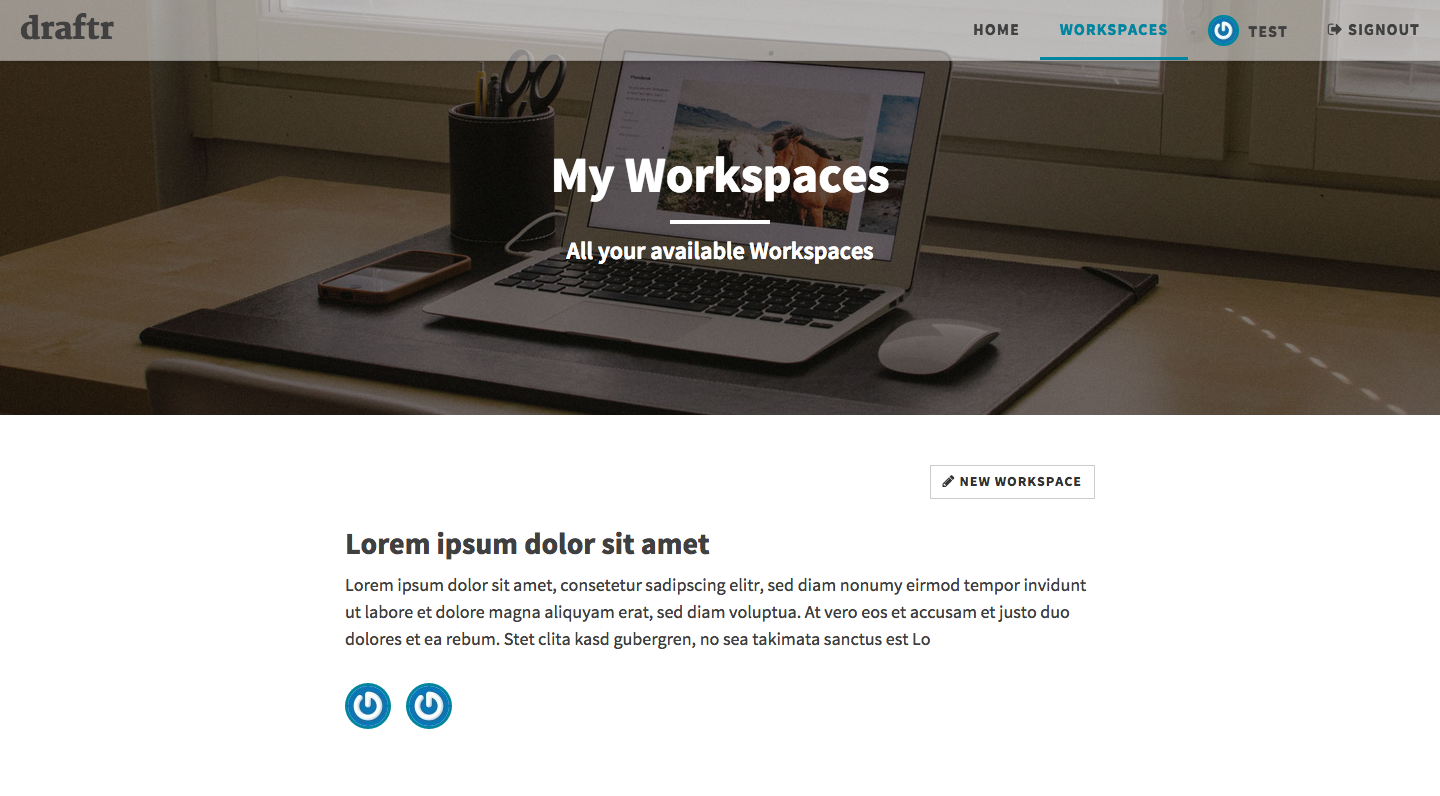 draftr
HOME
WORKSPACES
TEST
SIGNOUT
My Workspaces
All your available Workspaces
NEW WORKSPACE
Lorem ipsum dolor sit amet
Lorem ipsum dolor sit amet, consetetur sadipscing elitr, sed diam nonumy eirmod tempor invidunt
ut labore et dolore magna aliquyam erat, sed diam voluptua. At vero eos et accusam et justo duo
dolores et ea rebum. Stet clita kasd gubergren, no sea takimata sanctus est Lo